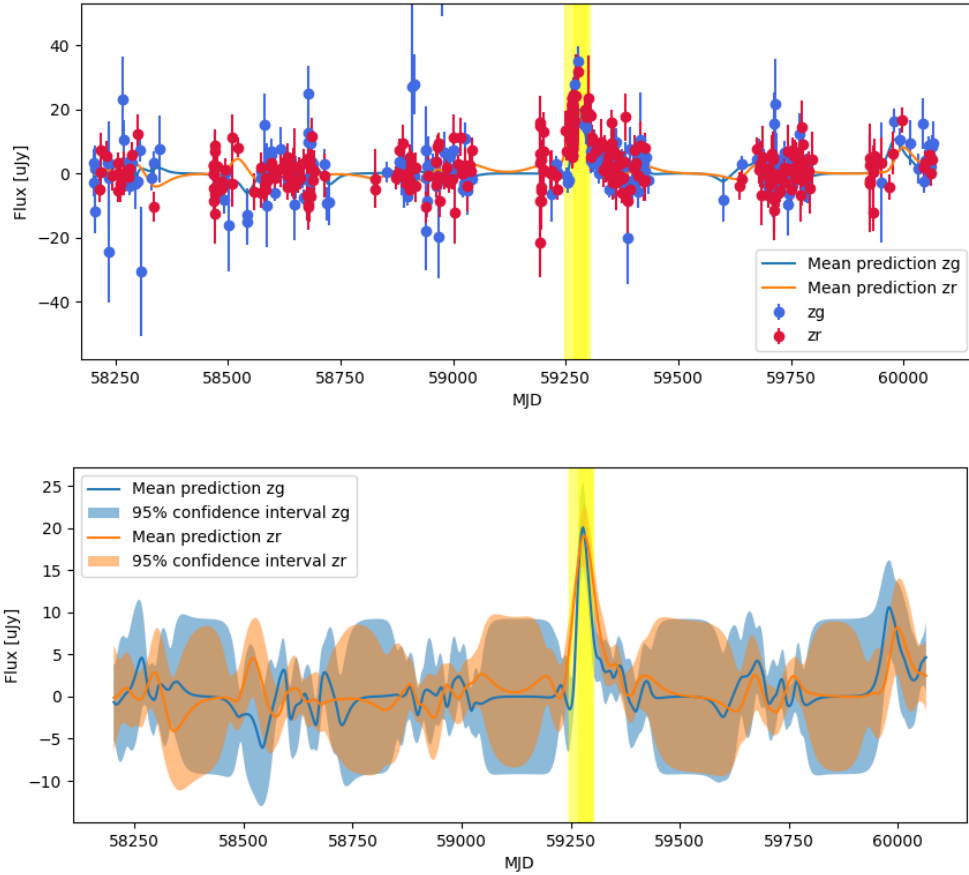 40
20
0
−20
−40
Flux [uJy]
Mean prediction zg
Mean prediction zr
zg
zr
58250 58500 58750 59000 59250 59500 59750 60000
MJD
25
20
15
10
5
0
−5
−10
Flux [uJy]
Mean prediction zg
95% confidence interval zg
Mean prediction zr
95% confidence interval zr
58250 58500 58750 59000 59250 59500 59750 60000
MJD